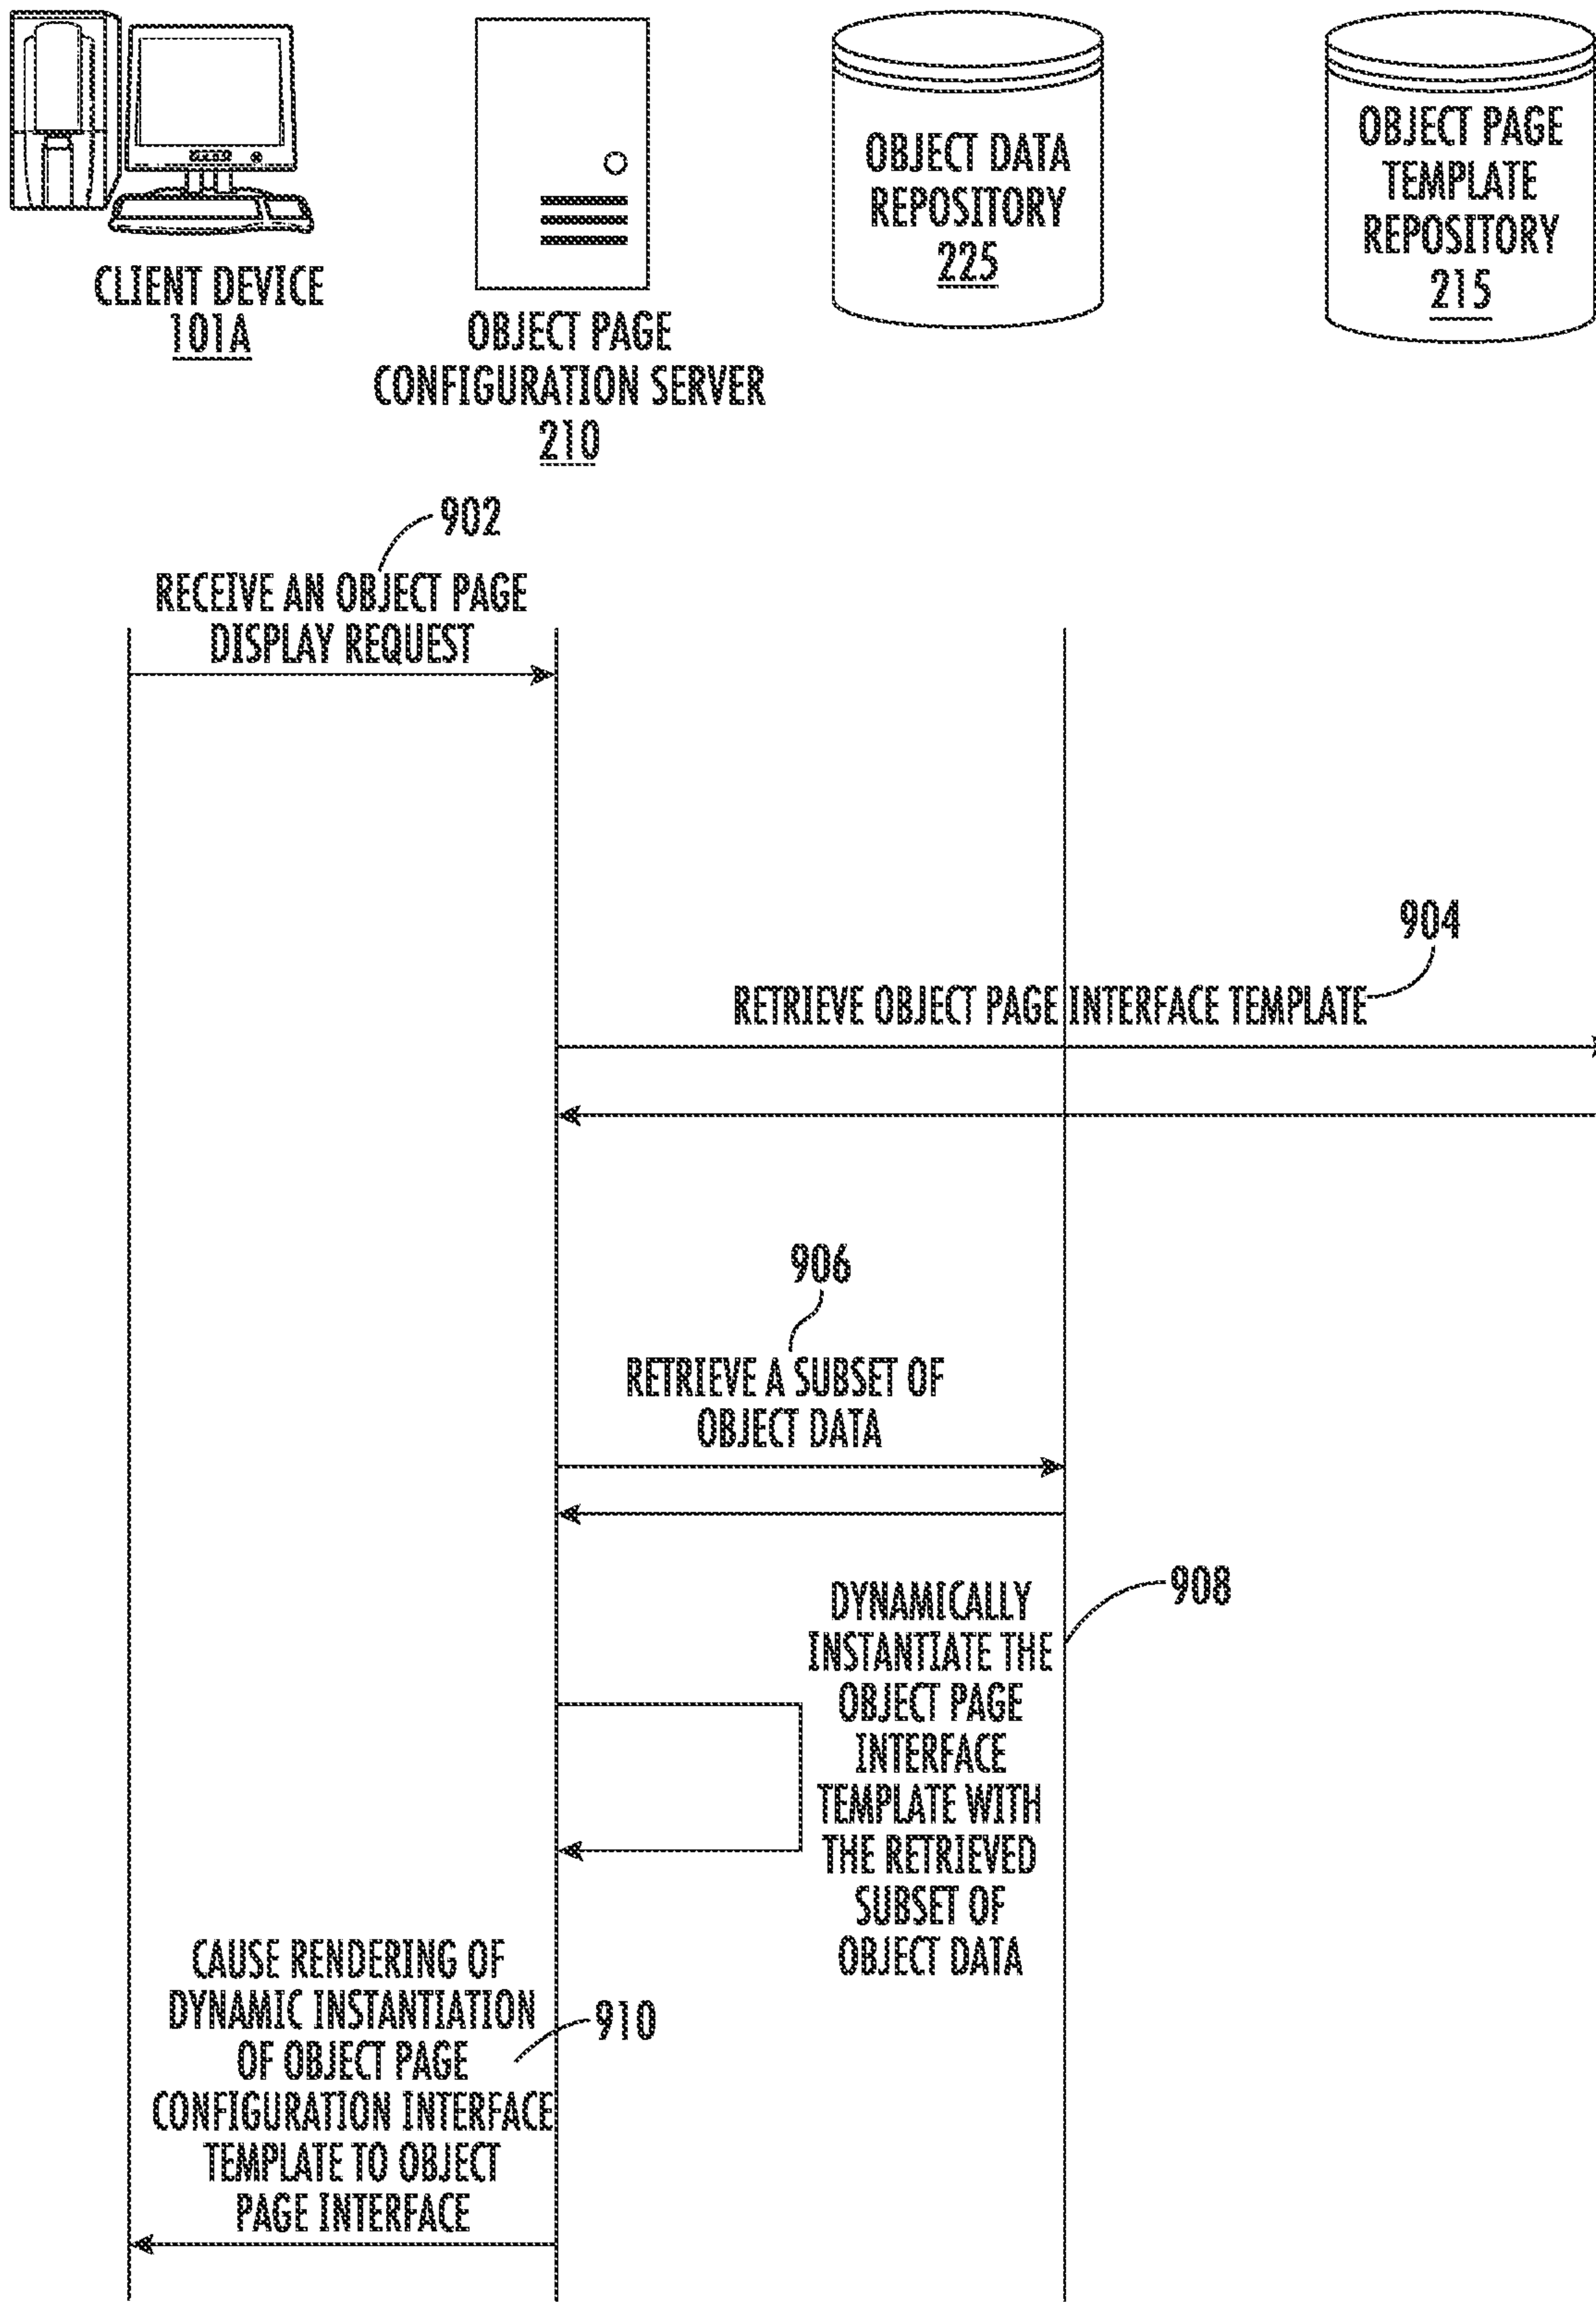 CLIENT DEVICE
101A
OBJECT PAGE
CONFIGURATION SERVER
210
OBJECT DATA
REPOSITORY
225
OBJECT PAGE
TEMPLATE
REPOSITORY
215
902
RECEIVE AN OBJECT PAGE
DISPLAY REQUEST
904
RETRIEVE OBJECT PAGE INTERFACE TEMPLATE
906
RETRIEVE A SUBSET OF
OBJECT DATA
908
DYNAMICALLY
INSTANTIATE THE
OBJECT PAGE
INTERFACE
TEMPLATE WITH
THE RETRIEVED
SUBSET OF
OBJECT DATA
CAUSE RENDERING OF
DYNAMIC INSTANTIATION
OF OBJECT PAGE
CONFIGURATION INTERFACE
TEMPLATE TO OBJECT
PAGE INTERFACE
910